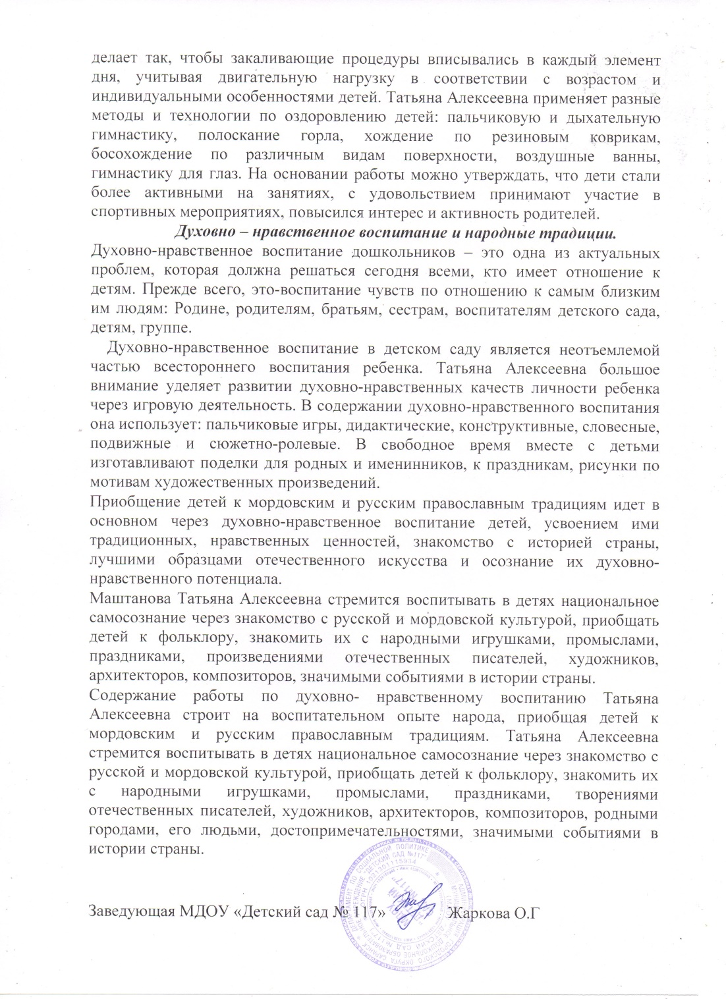 делает так, чтобы закаливающие процедуры вписывались в каждый элемент
дня, учитывая двигательную нагрузку в соответствии с возрастом и
индивидуальными особенностями детей. Татьяна Алексеевна применяет разные
методы и технологии по оздоровлению детей: пальчиковую и дыхательную
гимнастику, полоскание горла, хождение по резиновым коврикам,
босохождение по различным видам поверхности, воздушные ванны,
гимнастику для глаз. На основании работы можно утверждать, что дети стали
более активными на занятиях, с удовольствием принимают участие в
спортивных мероприятиях, повысился интерес и активность родителей.
Духовно – нравственное воспитание и народные традиции.
Духовно-нравственное воспитание дошкольников – это одна из актуальных
проблем, которая должна решаться сегодня всеми, кто имеет отношение к
детям. Прежде всего, это-воспитание чувств по отношению к самым близким
им людям: Родине, родителям, братьям, сестрам, воспитателям детского сада,
детям, группе.
Духовно-нравственное воспитание в детском саду является неотъемлемой
частью всестороннего воспитания ребенка. Татьяна Алексеевна большое
внимание уделяет развитии духовно-нравственных качеств личности ребенка
через игровую деятельность. В содержании духовно-нравственного воспитания
она использует: пальчиковые игры, дидактические, конструктивные, словесные,
подвижные и сюжетно-ролевые. В свободное время вместе с детьми
изготавливают поделки для родных и именинников, к праздникам, рисунки по
мотивам художественных произведений.
Приобщение детей к мордовским и русским православным традициям идет в
основном через духовно-нравственное воспитание детей, усвоением ими
традиционных, нравственных ценностей, знакомство с историей страны,
лучшими образцами отечественного искусства и осознание их духовно-
нравственного потенциала.
Маштанова Татьяна Алексеевна стремится воспитывать в детях национальное
самосознание через знакомство с русской и мордовской культурой, приобщать
детей к фольклору, знакомить их с народными игрушками, промыслами,
праздниками, произведениями отечественных писателей, художников,
архитекторов, композиторов, значимыми событиями в истории страны.
Содержание работы по духовно- нравственному воспитанию Татьяна
Алексеевна строит на воспитательном опыте народа, приобщая детей к
мордовским и русским православным традициям. Татьяна Алексеевна
стремится воспитывать в детях национальное самосознание через знакомство с
русской и мордовской культурой, приобщать детей к фольклору, знакомить их
с народными игрушками, промыслами, праздниками, творениями
отечественных писателей, художников, архитекторов, композиторов, родными
городами, его людьми, достопримечательностями, значимыми событиями в
истории страны.
Заведующая МДОУ «Детский сад № 117» Жаркова О.Г
ДЕПАРТАМЕНТ ПО СОЦИАЛЬНОЙ ПОЛИТИКЕ
АДМИНИСТРАЦИИ ГОРОДСКОГО ОКРУГА САРАНСК
"ДЕТСКИЙ САД №117"
ОГРН 1021301115934